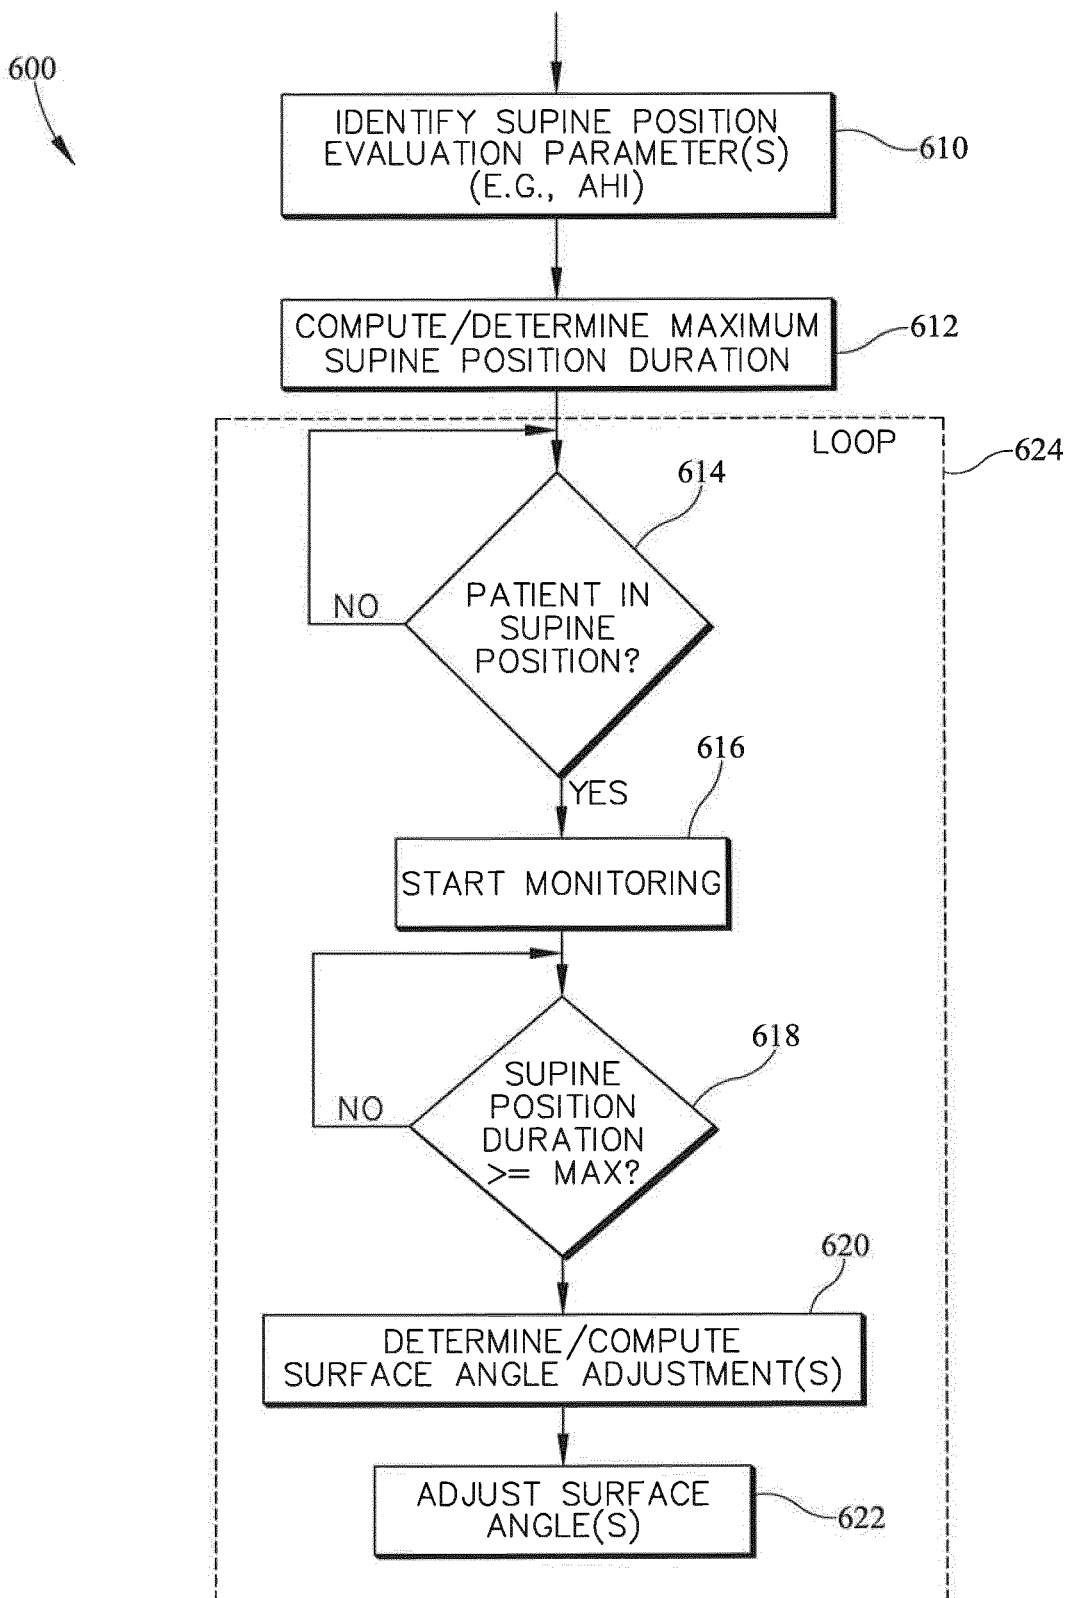 600
IDENTIFY SUPINE POSITION
EVALUATION PARAMETER(S)
(E.G., AHI)
610
COMPUTE/DETERMINE MAXIMUM
SUPINE POSITION DURATION
612
LOOP
624
614
PATIENT IN
SUPINE
POSITION?
NO
YES
616
START MONITORING
618
SUPINE
POSITION
DURATION
>= MAX?
NO
620
DETERMINE/COMPUTE
SURFACE ANGLE ADJUSTMENT(S)
ADJUST SURFACE
ANGLE(S)
622